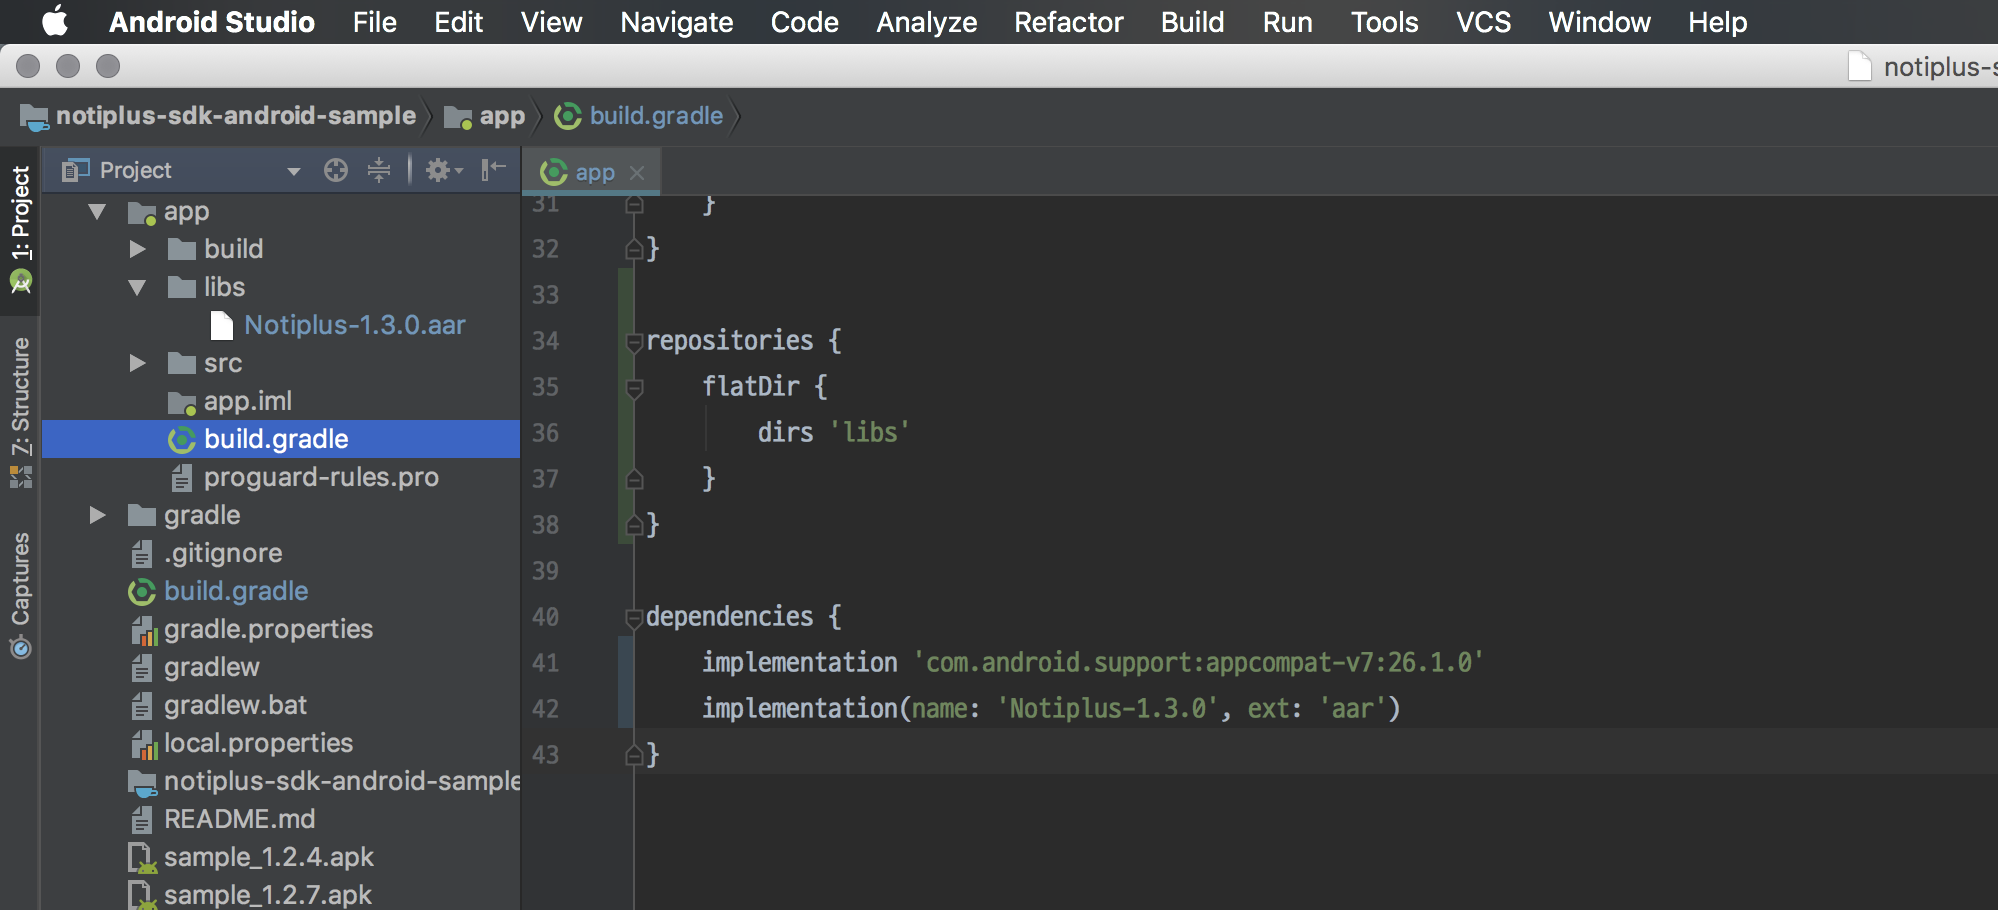 Android Studio File Edit View Navigate Code Analyze Refactor Build Run Tools VCS Window Help
notiplus-s
notiplus-sdk-android-sample app build.gradle
1: Project
7: Structure
Captures
Project
app
build
libs
Notiplus-1.3.0.aar
src
app.iml
build.gradle
proguard-rules.pro
gradle
.gitignore
build.gradle
gradle.properties
gradlew
gradlew.bat
local.properties
notiplus-sdk-android-sample
README.md
sample_1.2.4.apk
sample_1.2.7.apk
app
31     }
32 }
33
34 repositories {
35     flatDir {
36         dirs 'libs'
37     }
38 }
39
40 dependencies {
41     implementation 'com.android.support:appcompat-v7:26.1.0'
42     implementation(name: 'Notiplus-1.3.0', ext: 'aar')
43 }